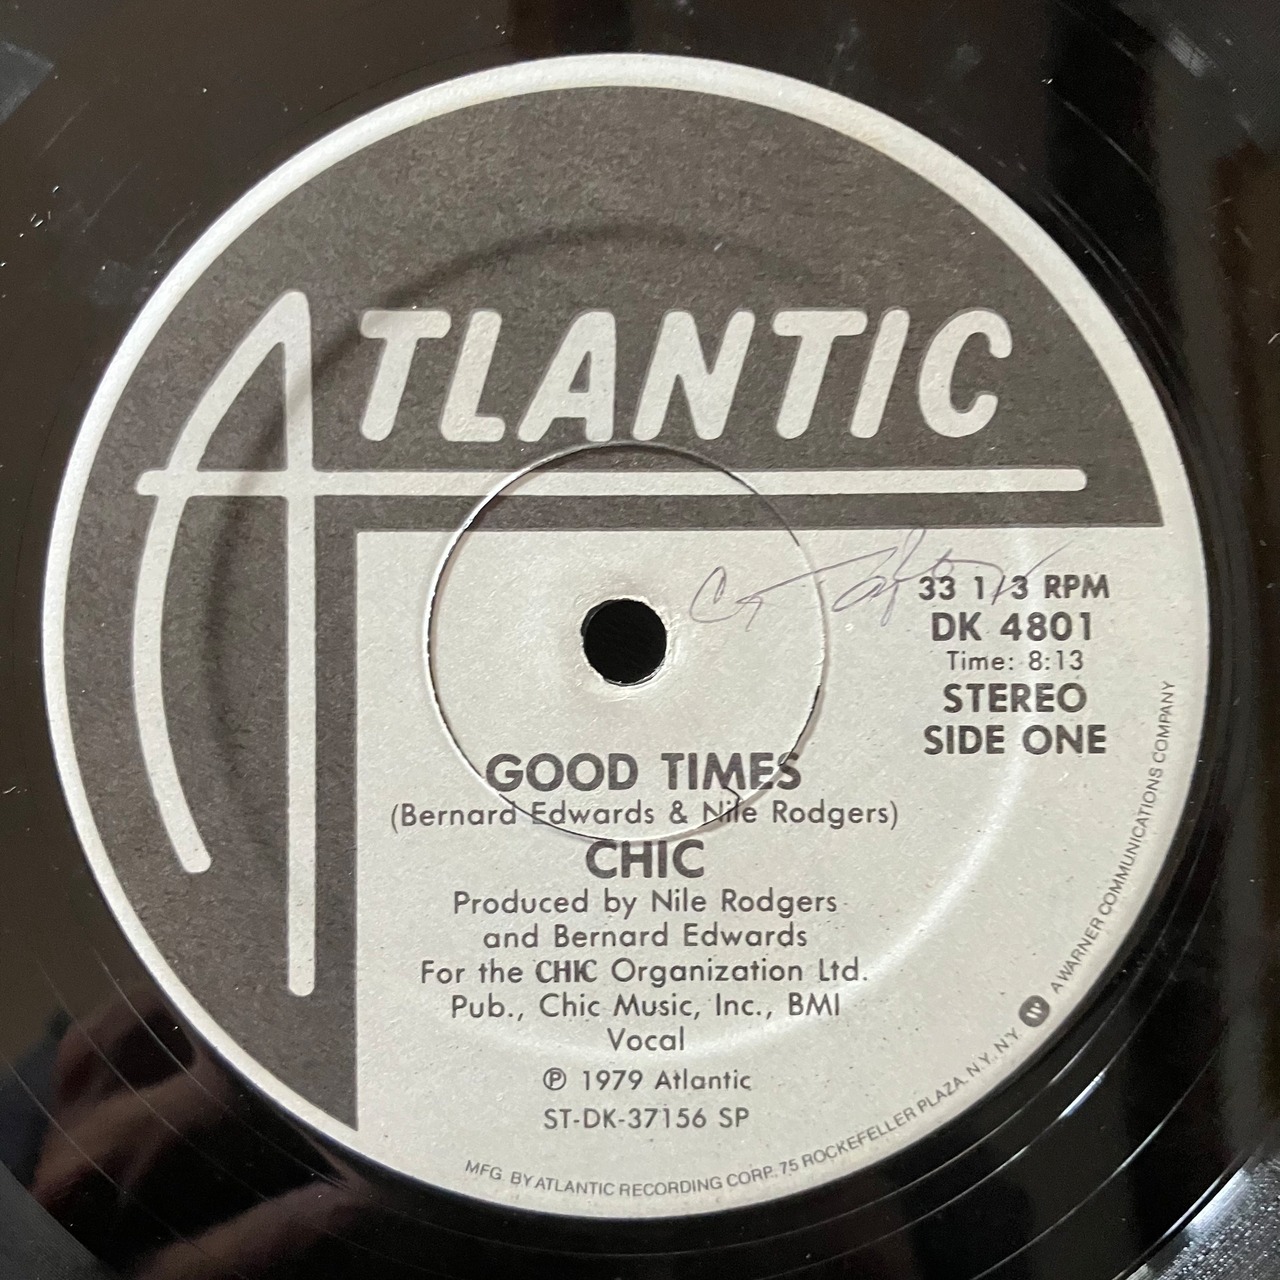 ATLANTIC
33 1/3 RPM
DK 4801
Time: 8:13
STEREO
SIDE ONE
GOOD TIMES
(Bernard Edwards & Nile Rodgers)
CHIC
Produced by Nile Rodgers
and Bernard Edwards
For the CHIC Organization Ltd.
Pub., Chic Music, Inc., BMI
Vocal
℗ 1979 Atlantic
ST-DK-37156 SP
MFG. BY ATLANTIC RECORDING CORP. 75 ROCKEFELLER PLAZA. N.Y. N.Y. A WARNER COMMUNICATIONS COMPANY